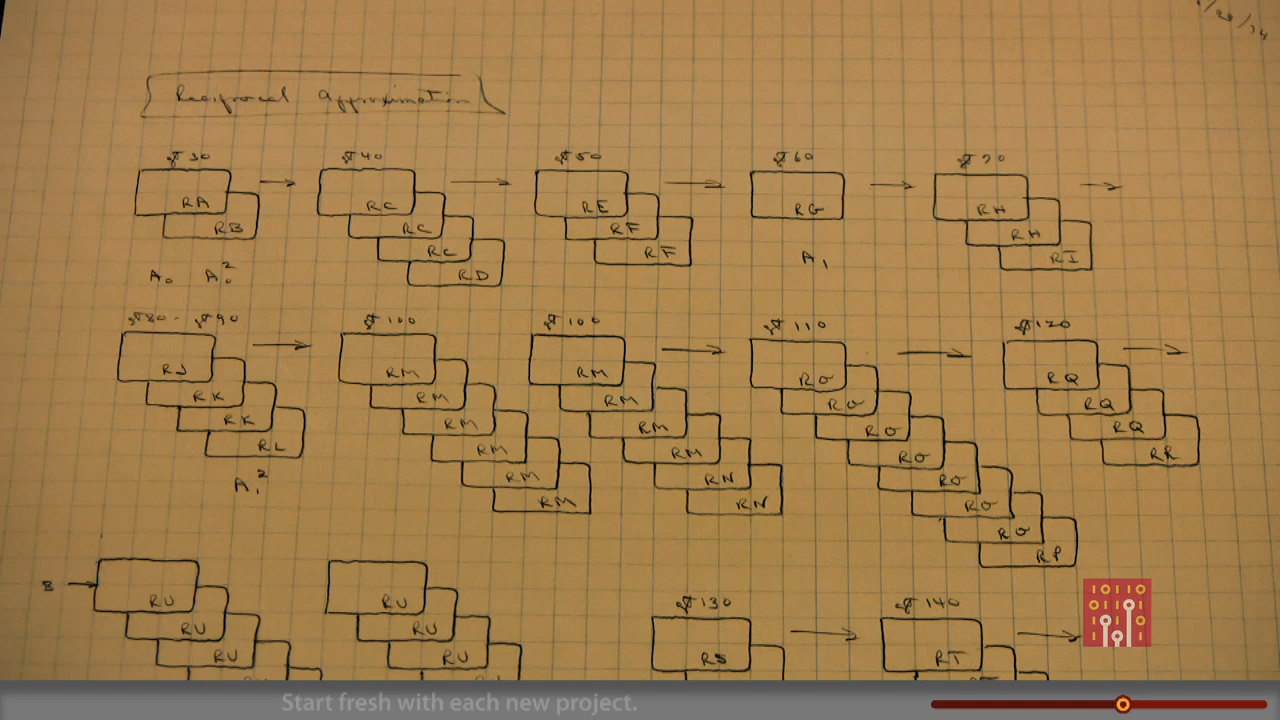 Reciprocal Approximation
30 40 50 60 70
RA RC RE RG RH
RB RC RF RH
RC RF RI
RD
A₀ A₀² A₁
80 - 90 100 100 110 120
RJ RM RM RO RQ
RK RM RM RO RQ
RK RM RM RO RQ
RL RM RM RO RR
RM RN RO
RM RN RO
RO
RP
A₁²
130 140
B RU RU RS RT
RU RU
RU RU
Start fresh with each new project.